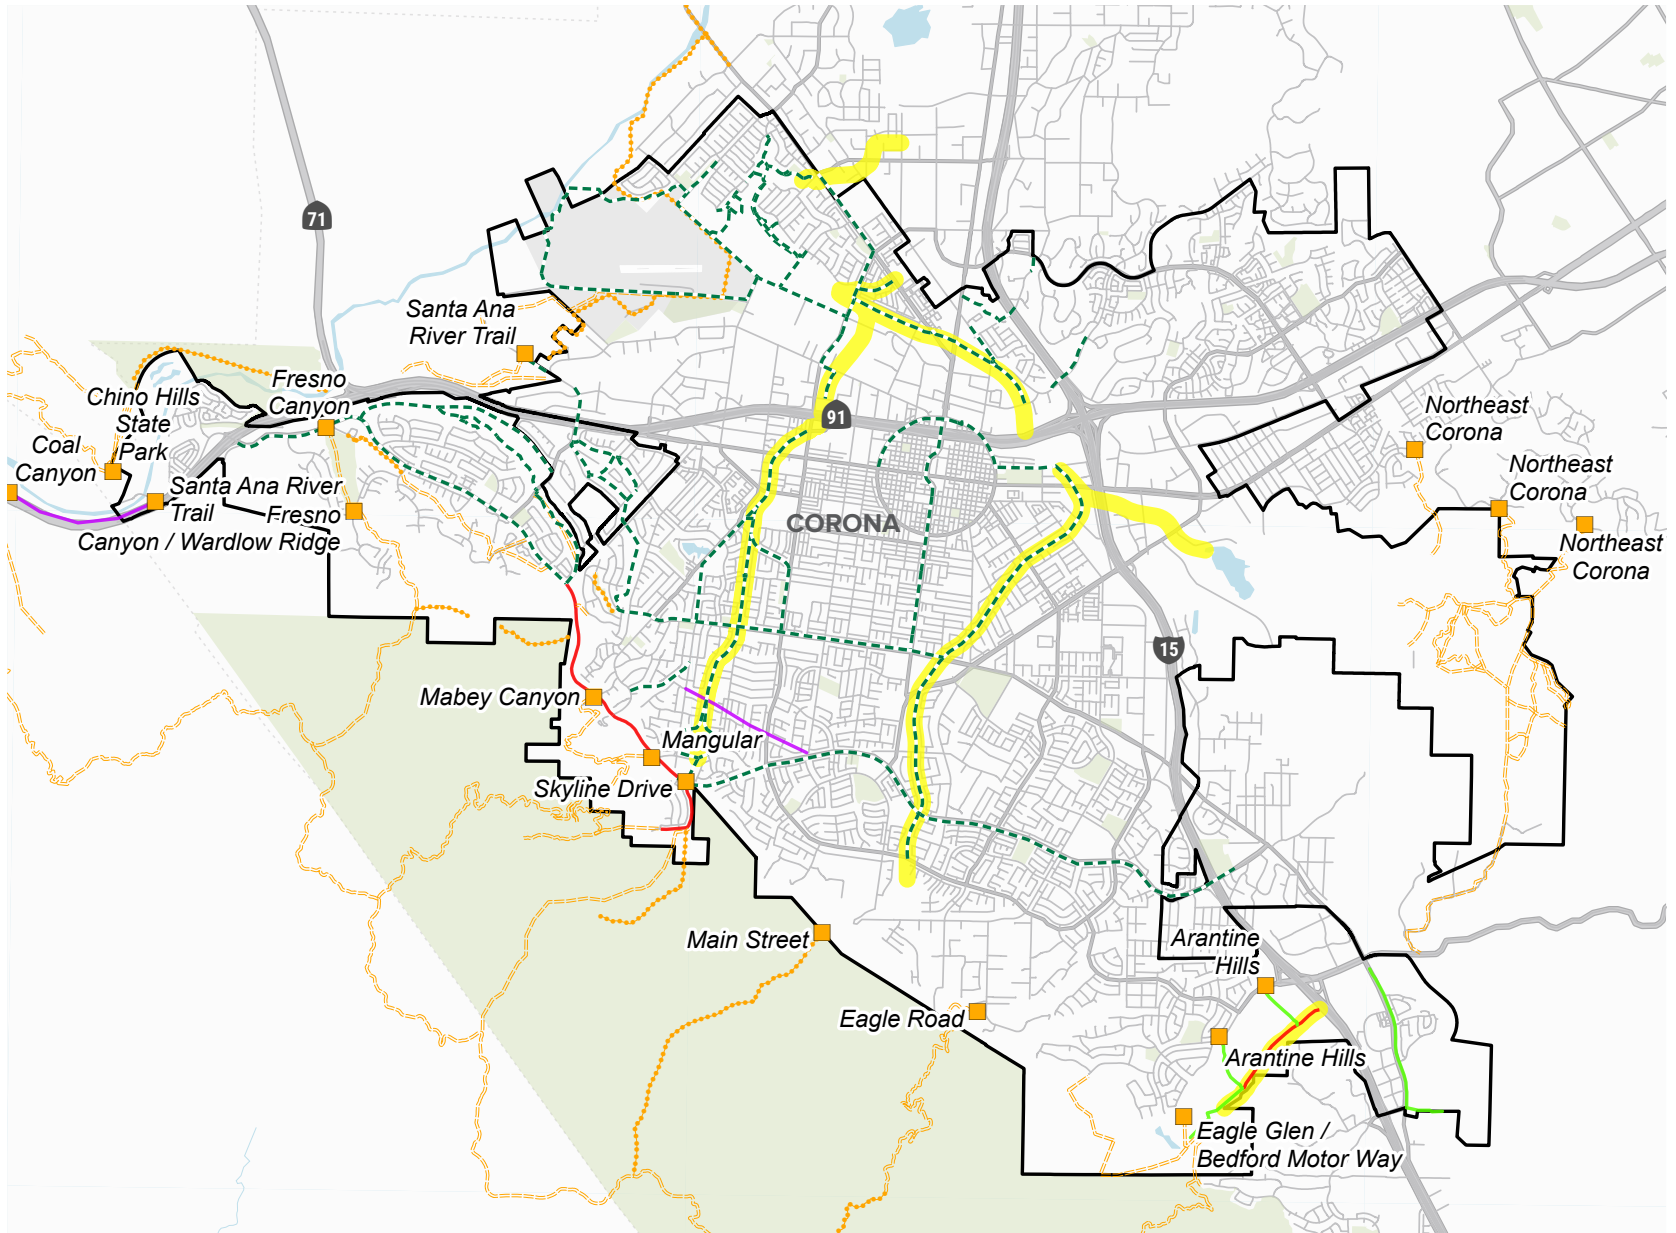 71
Santa Ana
River Trail
Fresno
Canyon
Chino Hills
State
Park
Coal
Canyon
91
Northeast
Corona
Northeast
Corona
Santa Ana River
Trail
Fresno
Canyon / Wardlow Ridge
CORONA
Northeast
Corona
15
Mabey Canyon
Mangular
Skyline Drive
Main Street
Arantine
Hills
Eagle Road
Arantine Hills
Eagle Glen /
Bedford Motor Way